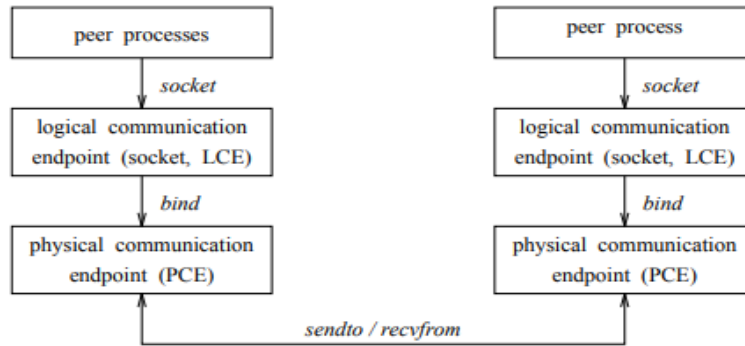 peer processes
peer process
socket
socket
logical communication
endpoint (socket, LCE)
logical communication
endpoint (socket, LCE)
bind
bind
physical communication
endpoint (PCE)
physical communication
endpoint (PCE)
sendto / recvfrom